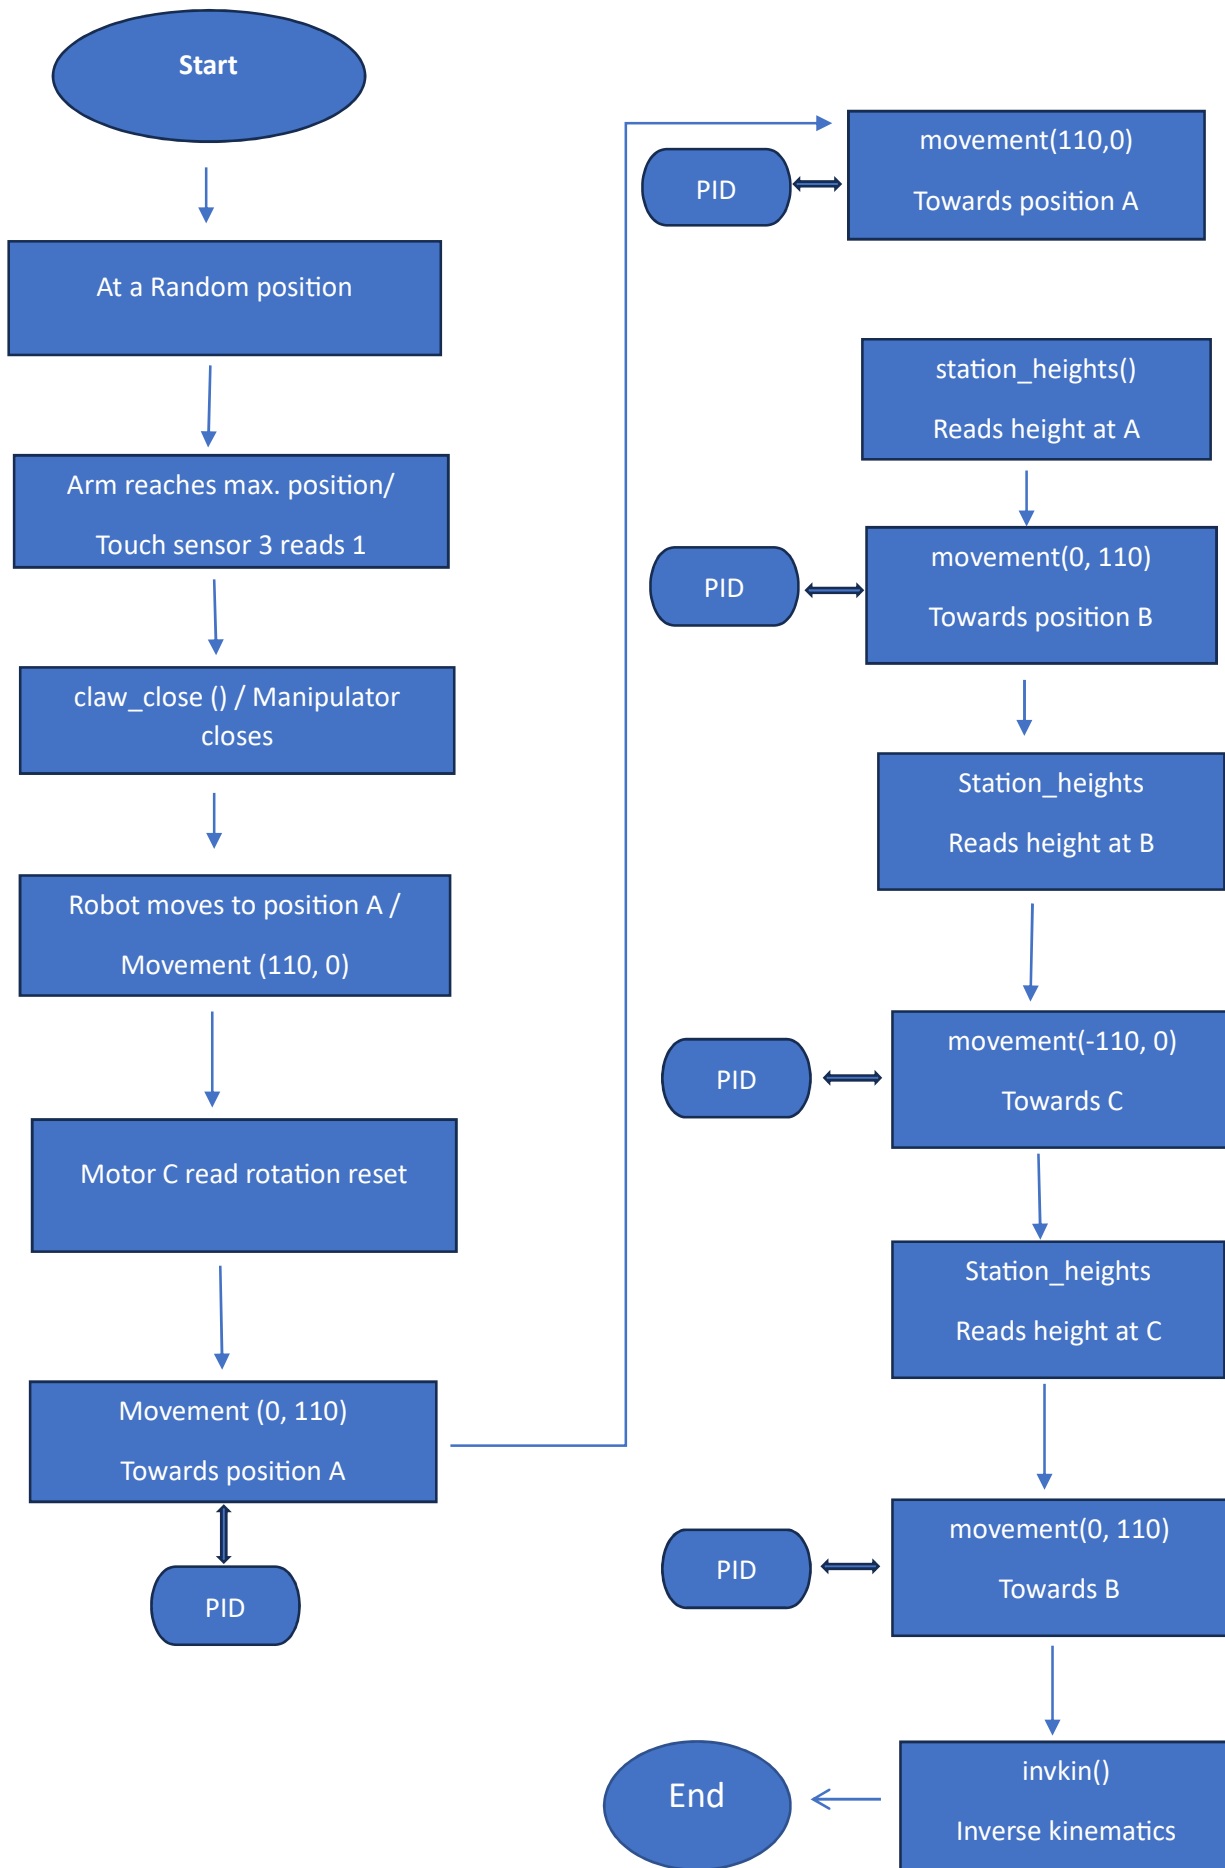 Start
At a Random position
Arm reaches max. position/
Touch sensor 3 reads 1
claw_close () / Manipulator
closes
Robot moves to position A /
Movement (110, 0)
Motor C read rotation reset
Movement (0, 110)
Towards position A
PID
movement(110,0)
Towards position A
PID
station_heights()
Reads height at A
movement(0, 110)
Towards position B
PID
Station_heights
Reads height at B
movement(-110, 0)
Towards C
PID
Station_heights
Reads height at C
movement(0, 110)
Towards B
PID
invkin()
Inverse kinematics
End